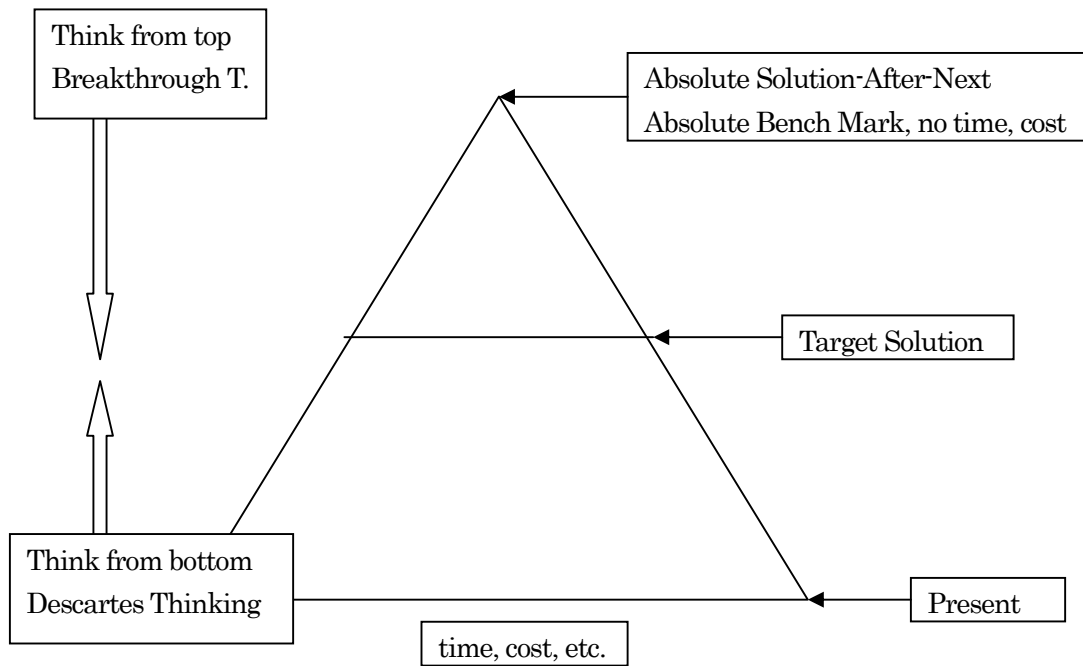 Think from top
Breakthrough T.
Absolute Solution-After-Next
Absolute Bench Mark, no time, cost
Target Solution
Think from bottom
Descartes Thinking
Present
time, cost, etc.